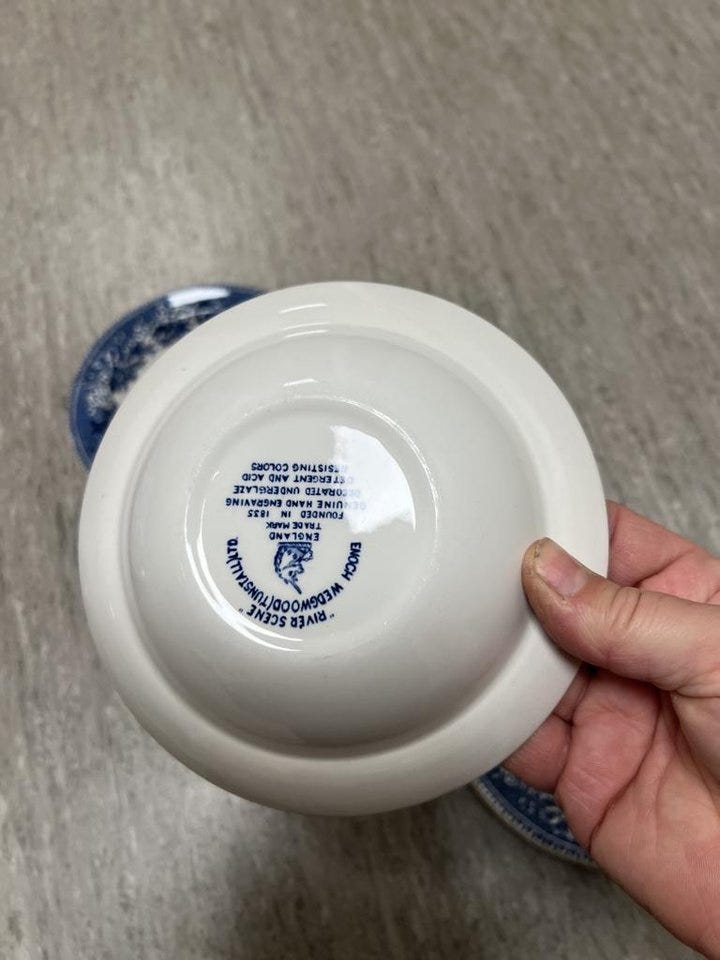 "RIVER SCENE"
ENOCH WEDGWOOD (TUNSTALL) LTD.
ENGLAND
TRADE MARK
FOUNDED IN 1835
GENUINE HAND ENGRAVING
DECORATED UNDERGLAZE
DETERGENT AND ACID
RESISTING COLORS